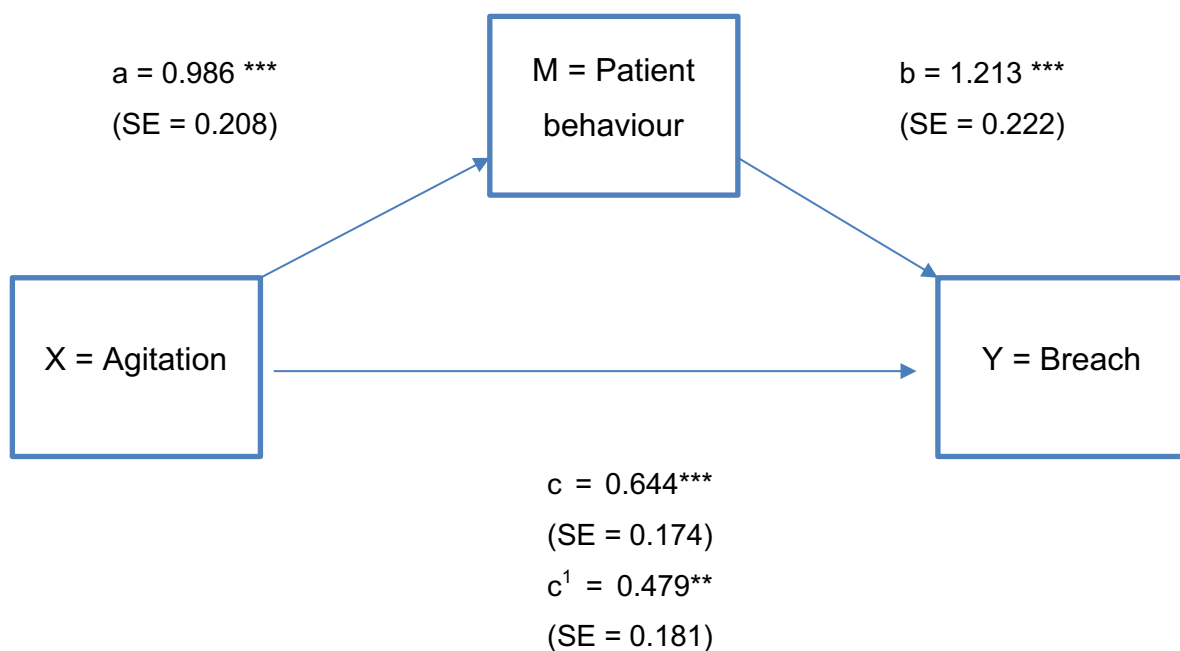 a = 0.986 ***
(SE = 0.208)
M = Patient
behaviour
b = 1.213 ***
(SE = 0.222)
X = Agitation
Y = Breach
c = 0.644***
(SE = 0.174)
c¹ = 0.479**
(SE = 0.181)